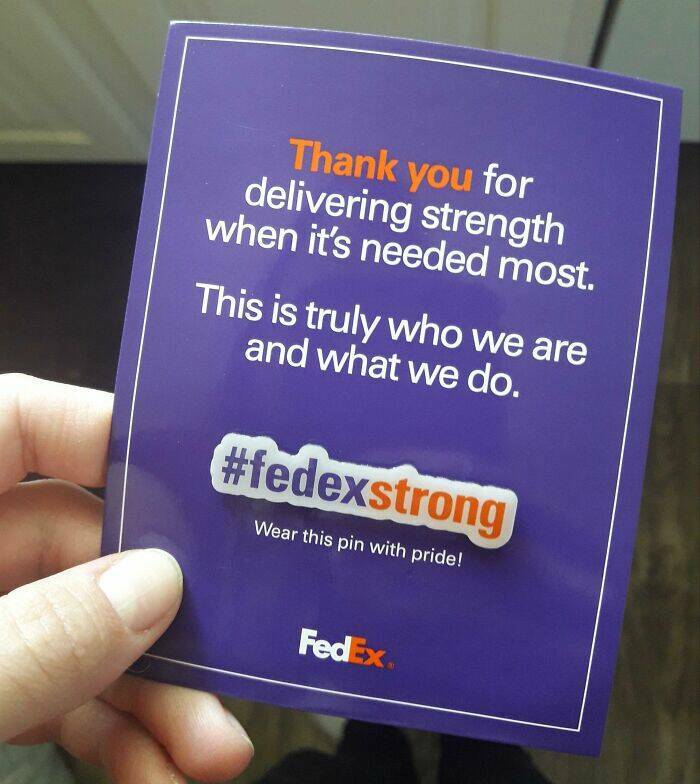 Thank you for
delivering strength
when it's needed most.
This is truly who we are
and what we do.
#fedexstrong
Wear this pin with pride!
FedEx®